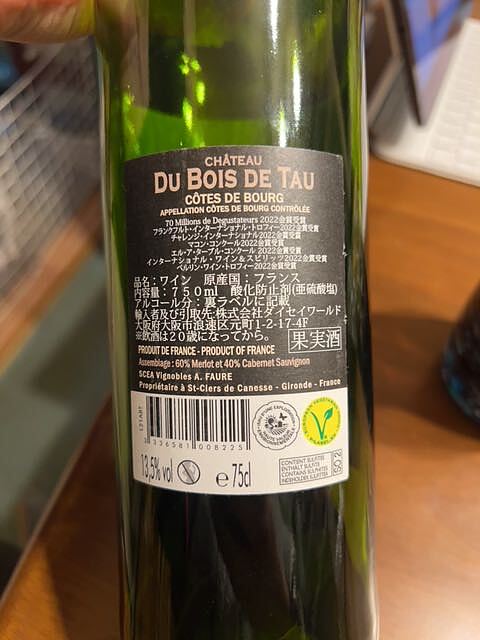 CHÂTEAU
DU BOIS DE TAU
CÔTES DE BOURG
APPELLATION CÔTES DE BOURG CONTRÔLÉE
70 Millions de Degustateurs 2022金賞受賞
フランクフルト・インターナショナル・トロフィー2022金賞受賞
チャレンジ・インターナショナル2022金賞受賞
マコン・コンクール2022金賞受賞
エル・ア・ターブル・コンクール 2022金賞受賞
インターナショナル・ワイン&スピリッツ2022金賞受賞
ベルリン・ワイン・トロフィー2022金賞受賞
品名：ワイン 原産国：フランス
内容量：750ml 酸化防止剤(亜硫酸塩)
アルコール分：裏ラベルに記載
輸入者及び引取先:株式会社ダイセイワールド
大阪府大阪市浪速区元町1-2-17-4F
※飲酒は20歳になってから。
果実酒
PRODUIT DE FRANCE - PRODUCT OF FRANCE
Assemblage : 60% Merlot et 40% Cabernet Sauvignon
SCEA Vignobles A. FAURE
Propriétaire à St-Ciers de Canesse - Gironde - France
3 336581 008225
13,5% vol
e 75cl
HAUTE VALEUR
ENVIRONNEMENTALE
EUROPEAN VEGETARIAN
V
CONTENT SULFITES
ENTHÄLT SULFITE
CONTAINS SULPHITES
INDEHOLDER SULFITTER
SO2